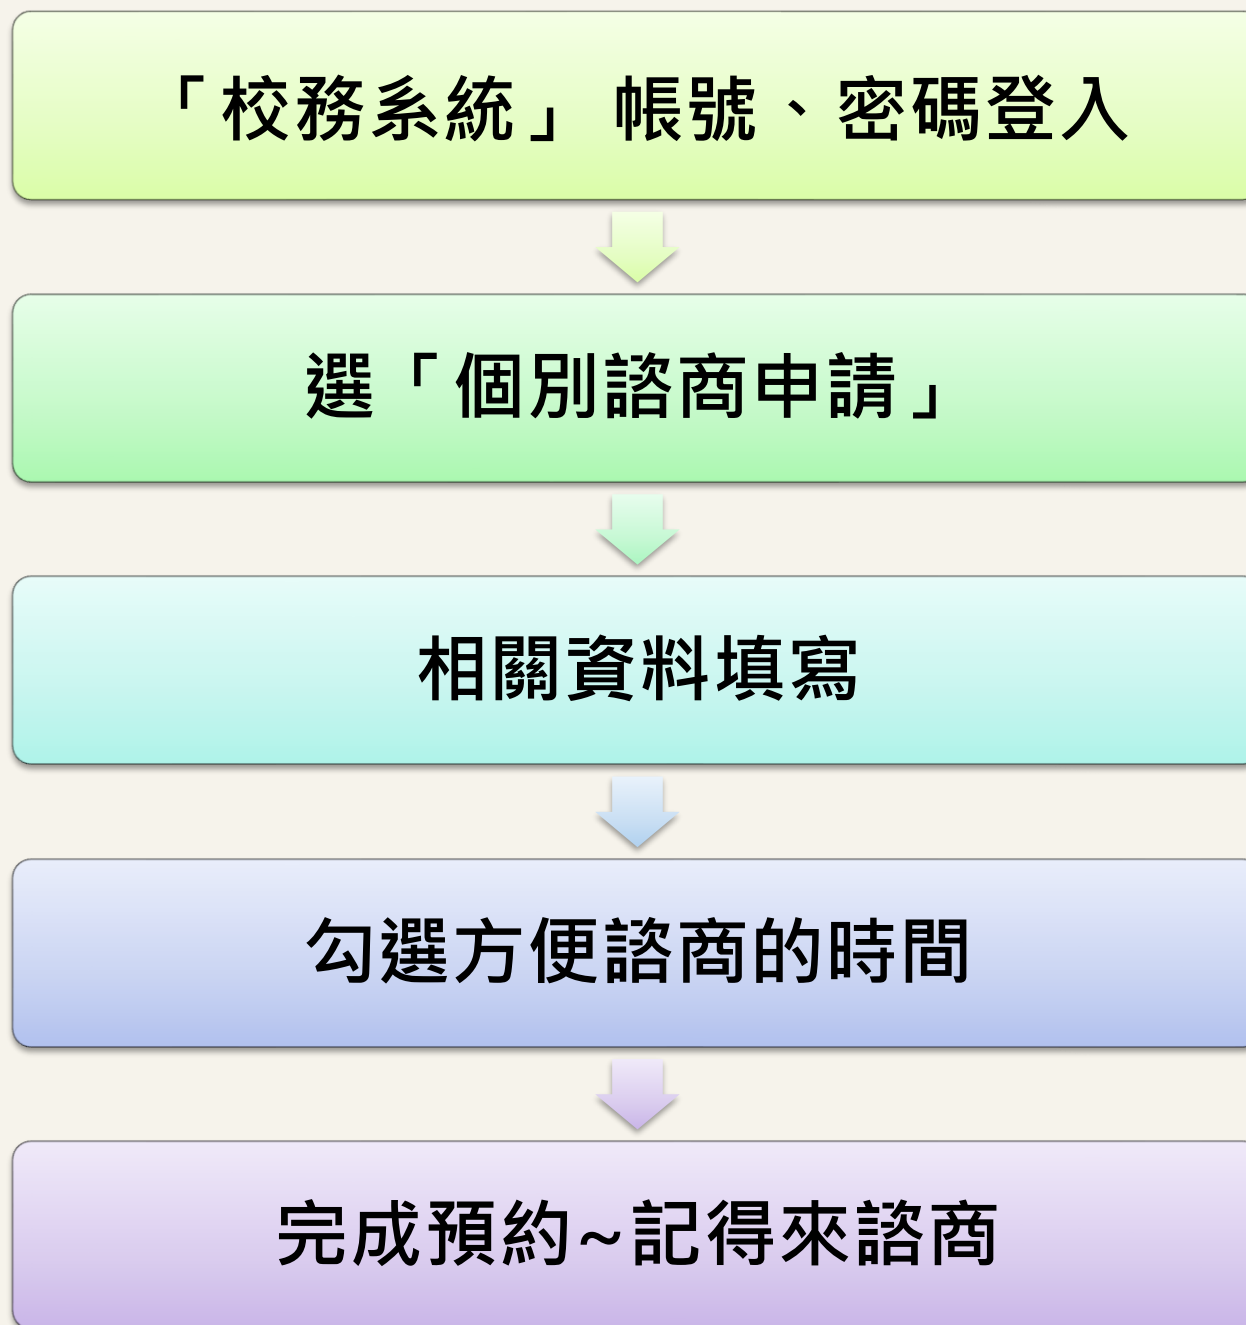 「校務系統」 帳號、密碼登入
選「個別諮商申請」
相關資料填寫
勾選方便諮商的時間
完成預約~記得來諮商